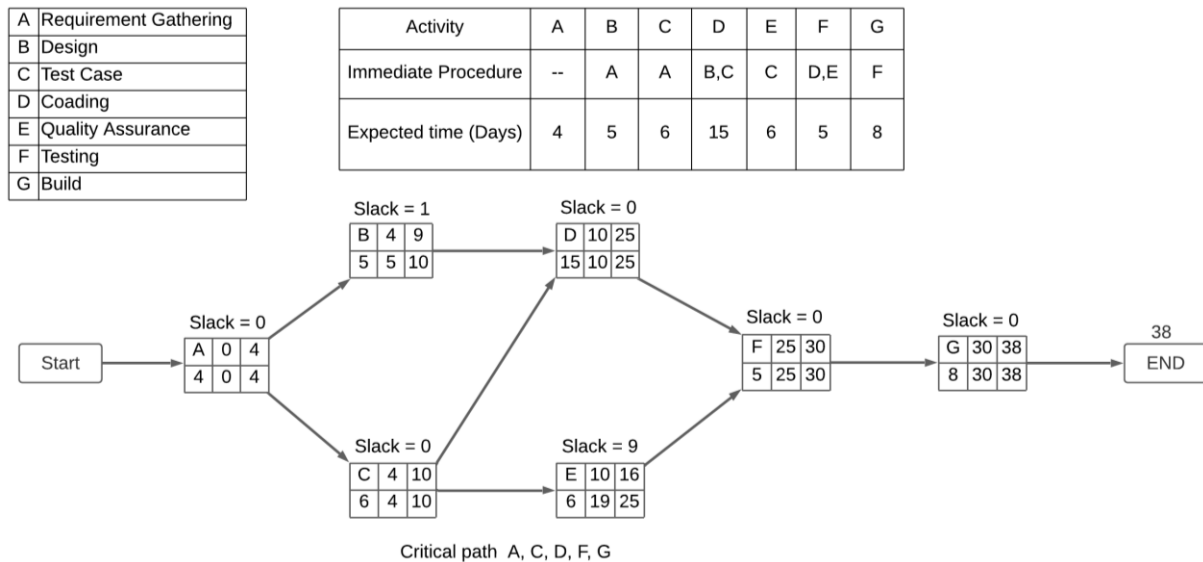 A Requirement Gathering
B Design
C Test Case
D Coading
E Quality Assurance
F Testing
G Build
Activity A B C D E F G
Immediate Procedure -- A A B,C C D,E F
Expected time (Days) 4 5 6 15 6 5 8
Slack = 1
B 4 9
5 5 10
Slack = 0
D 10 25
15 10 25
Start
Slack = 0
A 0 4
4 0 4
Slack = 0
F 25 30
5 25 30
Slack = 0
G 30 38
8 30 38
38
END
Slack = 0
C 4 10
6 4 10
Slack = 9
E 10 16
6 19 25
Critical path A, C, D, F, G